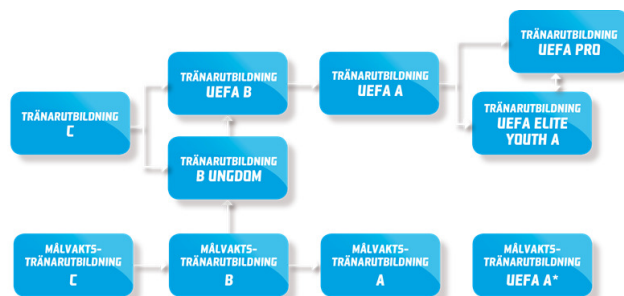 TRÄNARUTBILDNING
UEFA PRO
TRÄNARUTBILDNING
UEFA B
TRÄNARUTBILDNING
UEFA A
TRÄNARUTBILDNING
C
TRÄNARUTBILDNING
UEFA ELITE
YOUTH A
TRÄNARUTBILDNING
B UNGDOM
MÅLVAKTS-
TRÄNARUTBILDNING
C
MÅLVAKTS-
TRÄNARUTBILDNING
B
MÅLVAKTS-
TRÄNARUTBILDNING
A
MÅLVAKTS-
TRÄNARUTBILDNING
UEFA A*